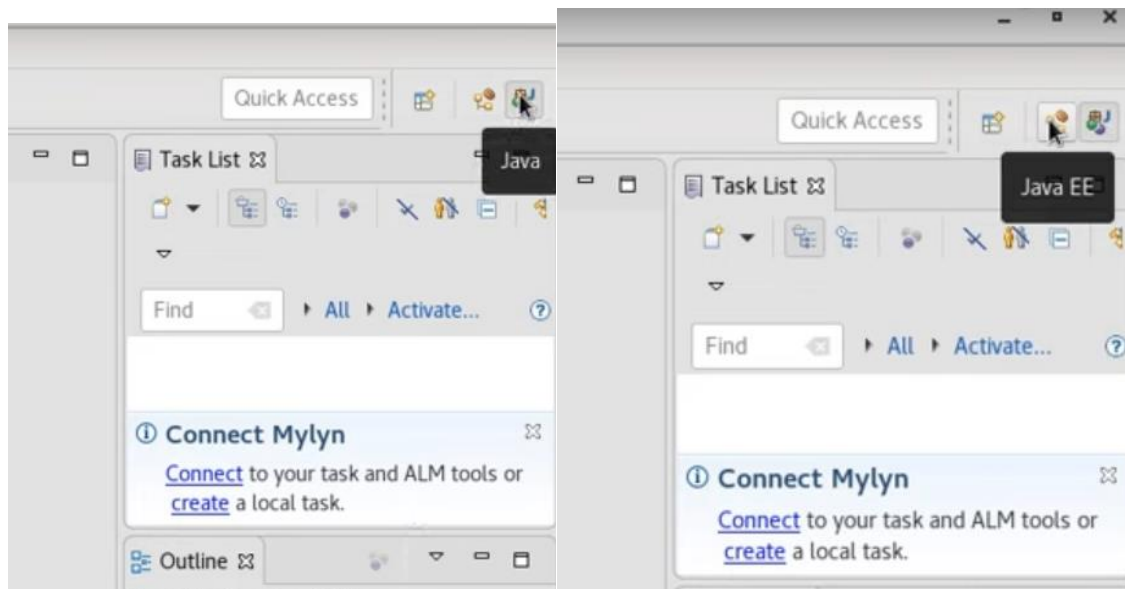 Quick Access
Java
Task List
Find
All
Activate...
Connect Mylyn
Connect to your task and ALM tools or
create a local task.
Outline
Quick Access
Java EE
Task List
Find
All
Activate...
Connect Mylyn
Connect to your task and ALM tools or
create a local task.